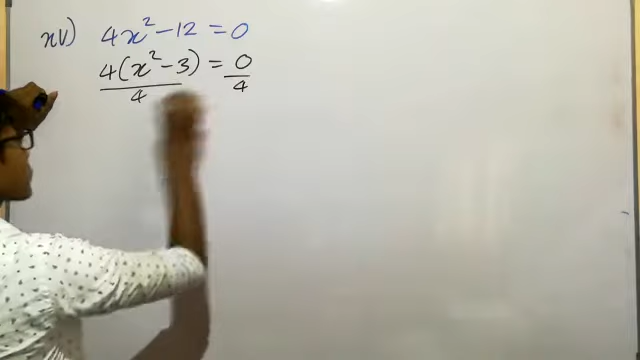 xv) 4x² - 12 = 0
4(x² - 3) = 0
4 4